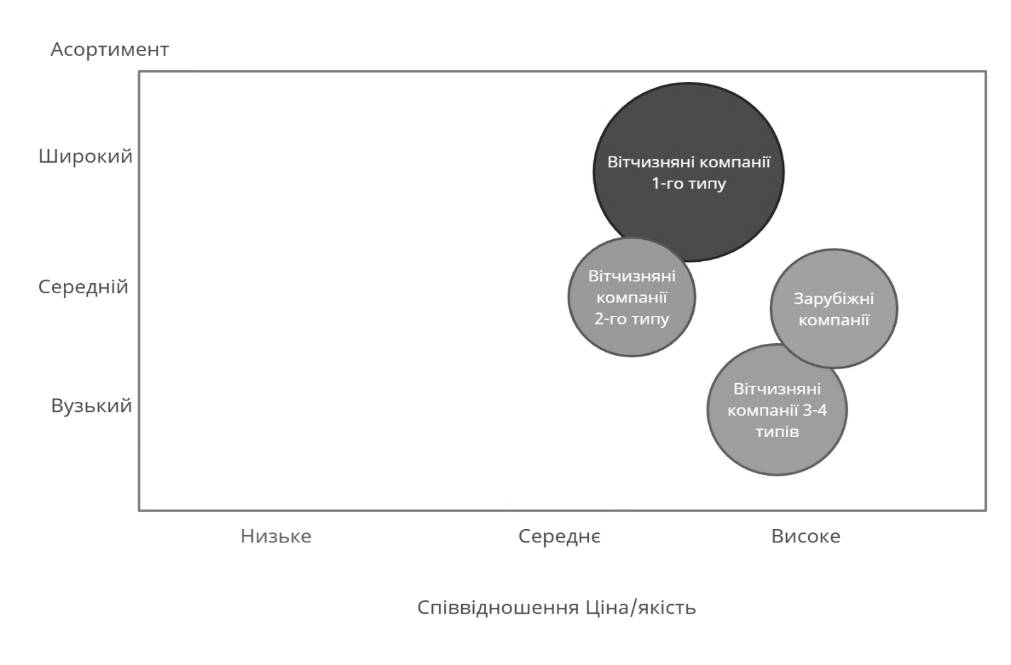 Асортимент
Широкий
Вітчизняні компанії
1-го типу
Середній
Вітчизняні
компанії
2-го типу
Зарубіжні
компанії
Вузький
Вітчизняні
компанії 3-4
типів
Низьке
Середнє
Високе
Співвідношення Ціна/якість